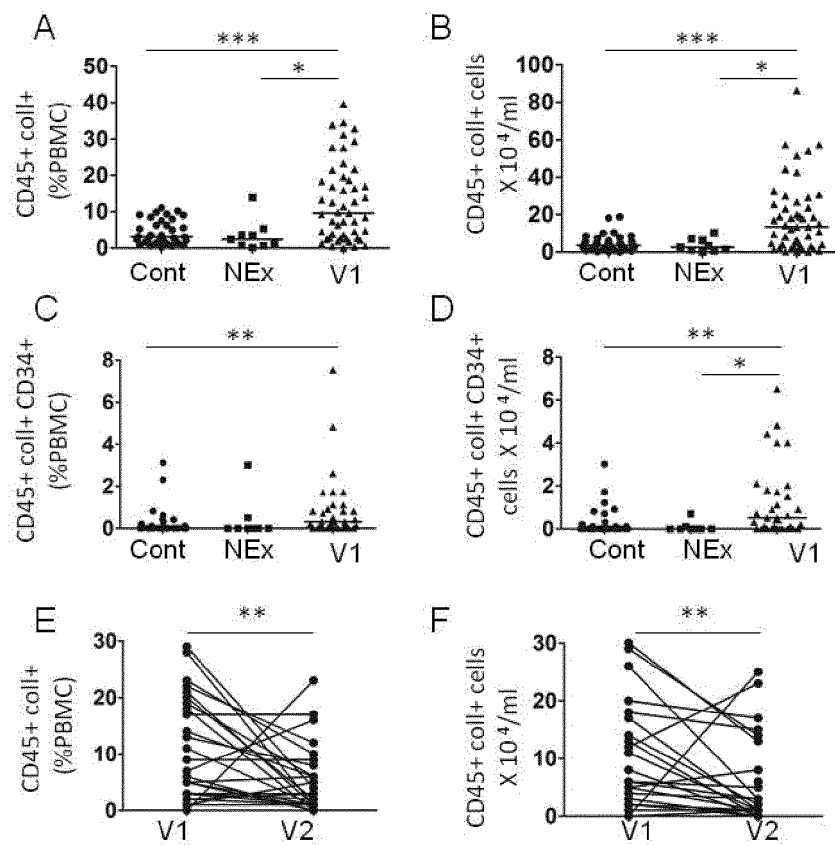 A
CD45+ coll+
(%PBMC)
***
*
50
40
30
20
10
0
Cont NEx V1
B
CD45+ coll+ cells
X 10⁴/ml
***
*
100
80
60
40
20
0
Cont NEx V1
C
CD45+ coll+ CD34+
(%PBMC)
**
8
6
4
2
0
Cont NEx V1
D
CD45+ coll+ CD34+
cells X 10⁴/ml
**
*
8
6
4
2
0
Cont NEx V1
E
CD45+ coll+
(%PBMC)
**
30
20
10
0
V1 V2
F
CD45+ coll+ cells
X 10⁴/ml
**
30
20
10
0
V1 V2